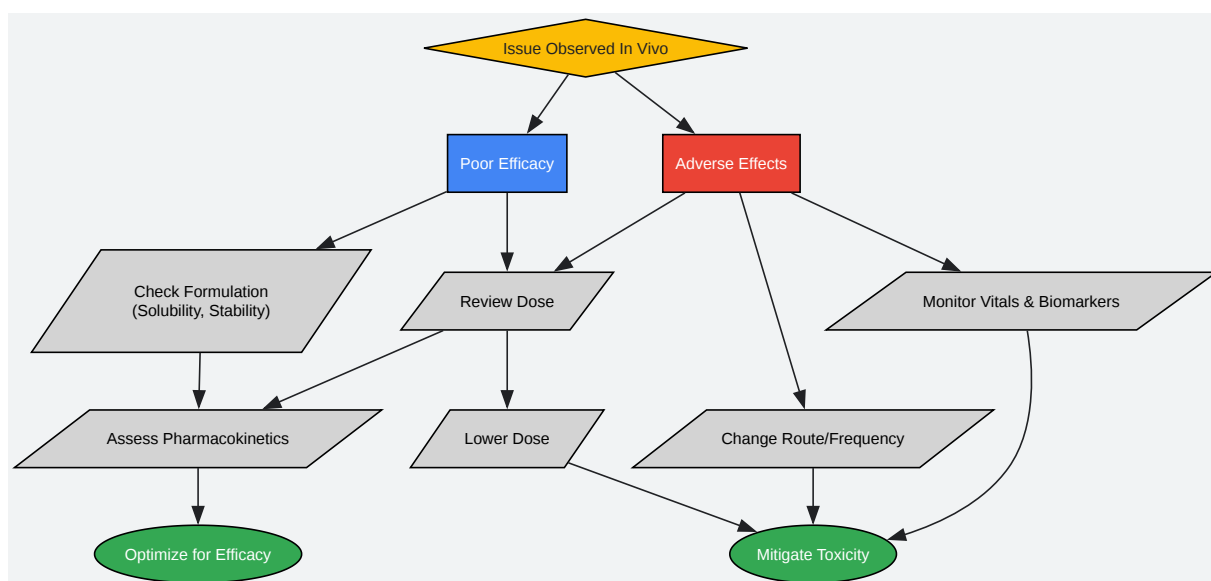 Issue Observed In Vivo
Poor Efficacy
Adverse Effects
Check Formulation
(Solubility, Stability)
Review Dose
Monitor Vitals & Biomarkers
Assess Pharmacokinetics
Lower Dose
Change Route/Frequency
Optimize for Efficacy
Mitigate Toxicity